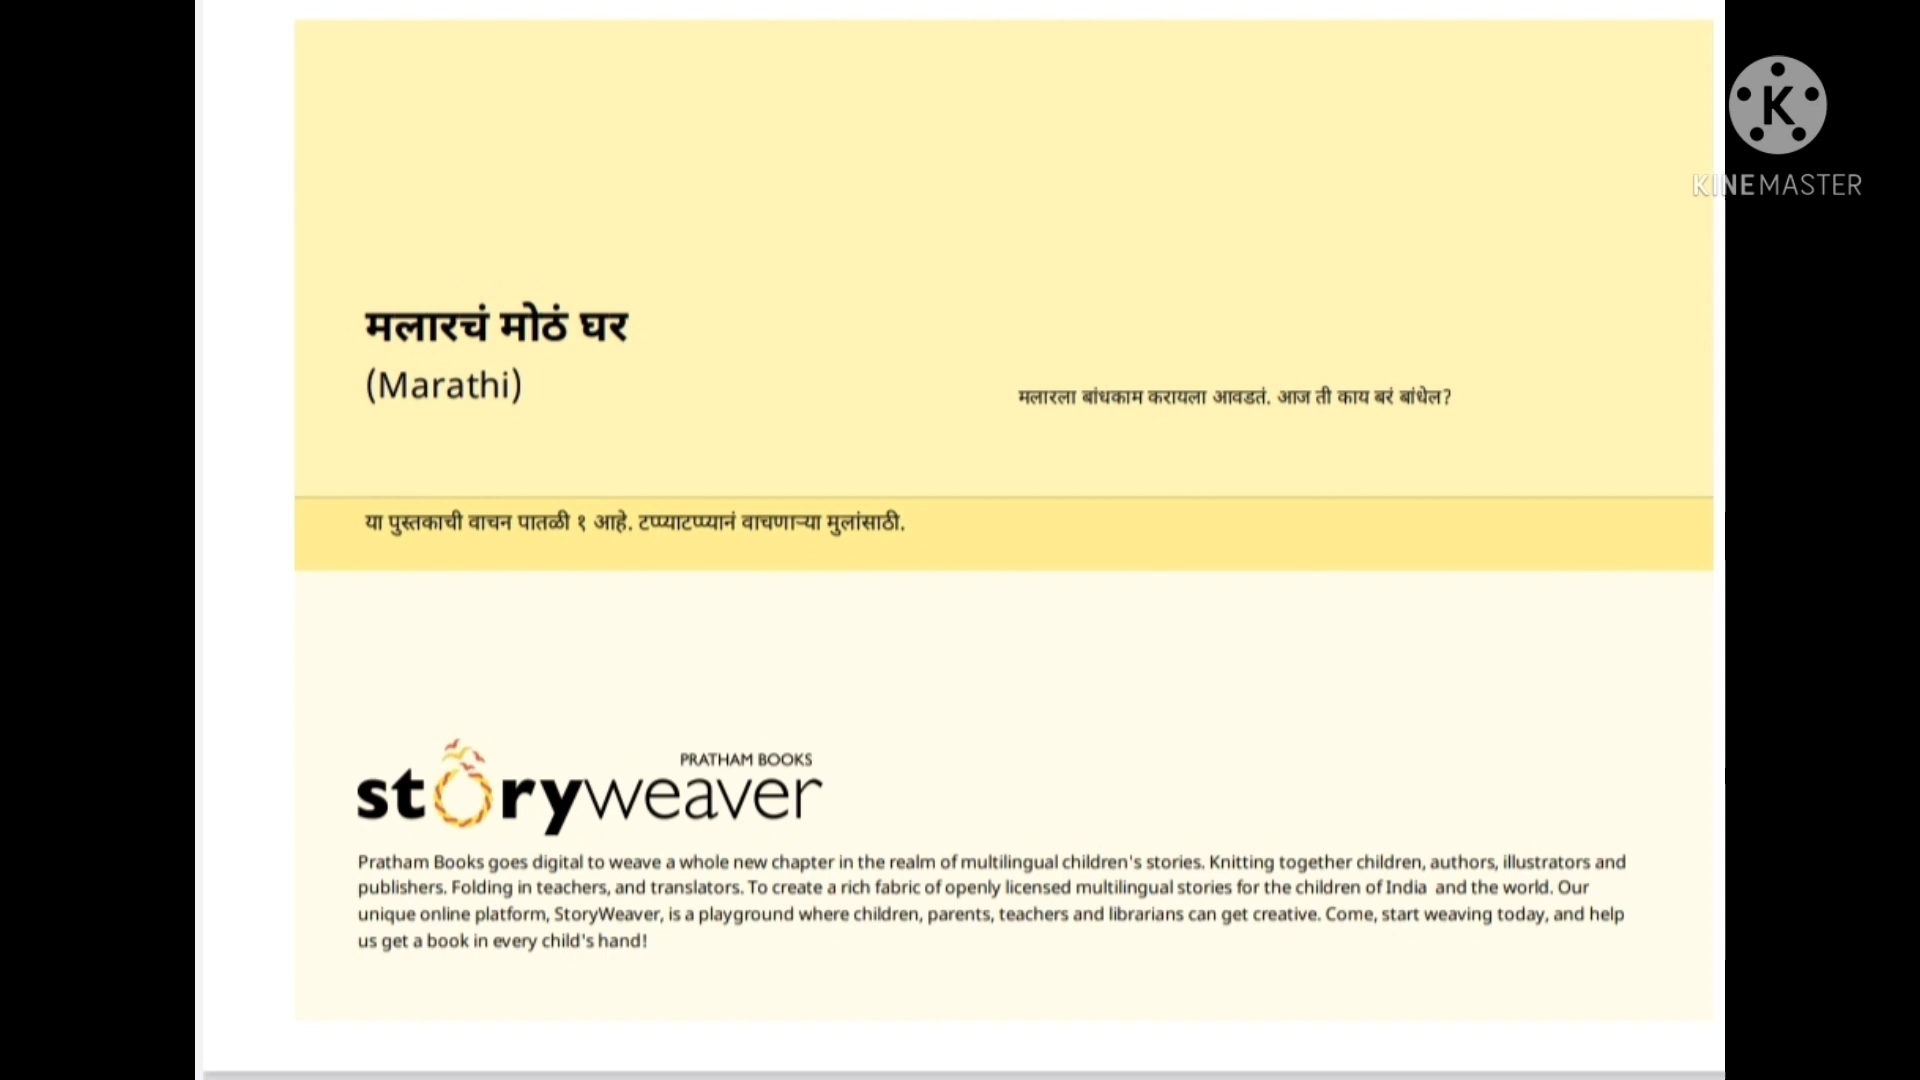 मलारचं मोठं घर
(Marathi)
मलारला बांधकाम करायला आवडतं. आज ती काय बरं बांधेल?
या पुस्तकाची वाचन पातळी १ आहे. टप्प्याटप्प्यानं वाचणाऱ्या मुलांसाठी.
PRATHAM BOOKS
storyweaver
Pratham Books goes digital to weave a whole new chapter in the realm of multilingual children's stories. Knitting together children, authors, illustrators and
publishers. Folding in teachers, and translators. To create a rich fabric of openly licensed multilingual stories for the children of India and the world. Our
unique online platform, StoryWeaver, is a playground where children, parents, teachers and librarians can get creative. Come, start weaving today, and help
us get a book in every child's hand!
K
KINEMASTER